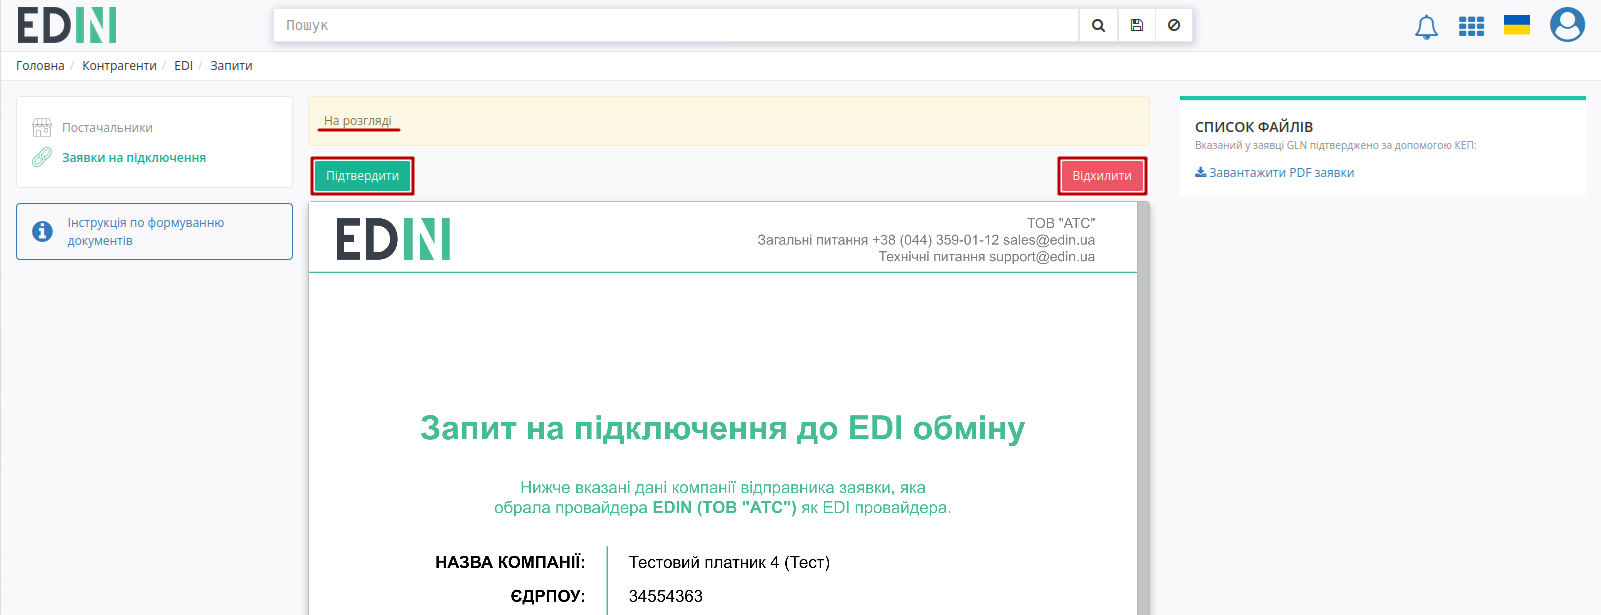 EDIN
Пошук
Головна / Контрагенти / EDI / Запити
Постачальники
Заявки на підключення
Інструкція по формуванню
документів
На розгляді
Підтвердити
Відхилити
EDIN
ТОВ "АТС"
Загальні питання +38 (044) 359-01-12 sales@edin.ua
Технічні питання support@edin.ua
Запит на підключення до EDI обміну
Нижче вказані дані компанії відправника заявки, яка
обрала провайдера EDIN (ТОВ "АТС") як EDI провайдера.
НАЗВА КОМПАНІЇ: Тестовий платник 4 (Тест)
ЄДРПОУ: 34554363
СПИСОК ФАЙЛІВ
Вказаний у заявці GLN підтверджено за допомогою КЕП:
Завантажити PDF заявки